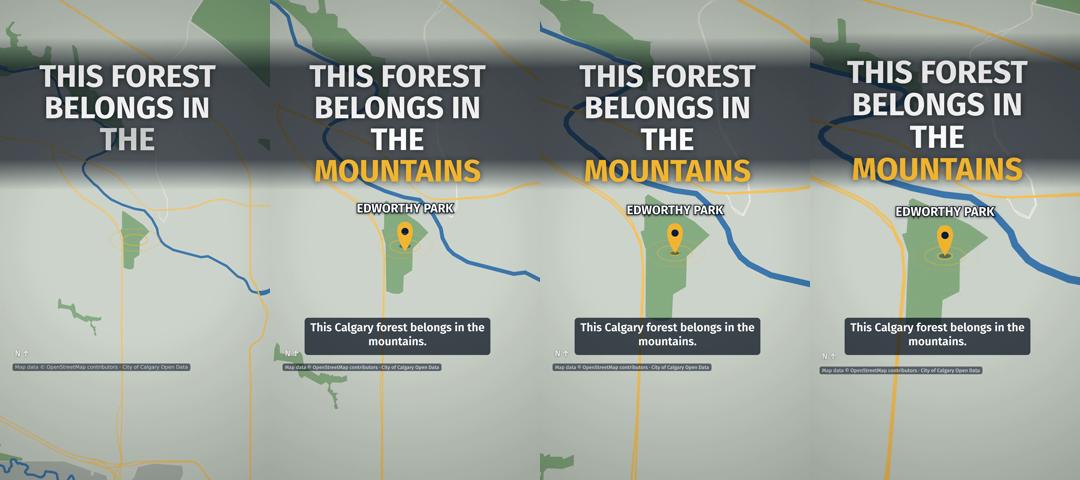 THIS FOREST
BELONGS IN
THE
N↑
Map data © OpenStreetMap contributors · City of Calgary Open Data
THIS FOREST
BELONGS IN
THE
MOUNTAINS
EDWORTHY PARK
This Calgary forest belongs in the
mountains.
N↑
Map data © OpenStreetMap contributors · City of Calgary Open Data
THIS FOREST
BELONGS IN
THE
MOUNTAINS
EDWORTHY PARK
This Calgary forest belongs in the
mountains.
N↑
Map data © OpenStreetMap contributors · City of Calgary Open Data
THIS FOREST
BELONGS IN
THE
MOUNTAINS
EDWORTHY PARK
This Calgary forest belongs in the
mountains.
N↑
Map data © OpenStreetMap contributors · City of Calgary Open Data